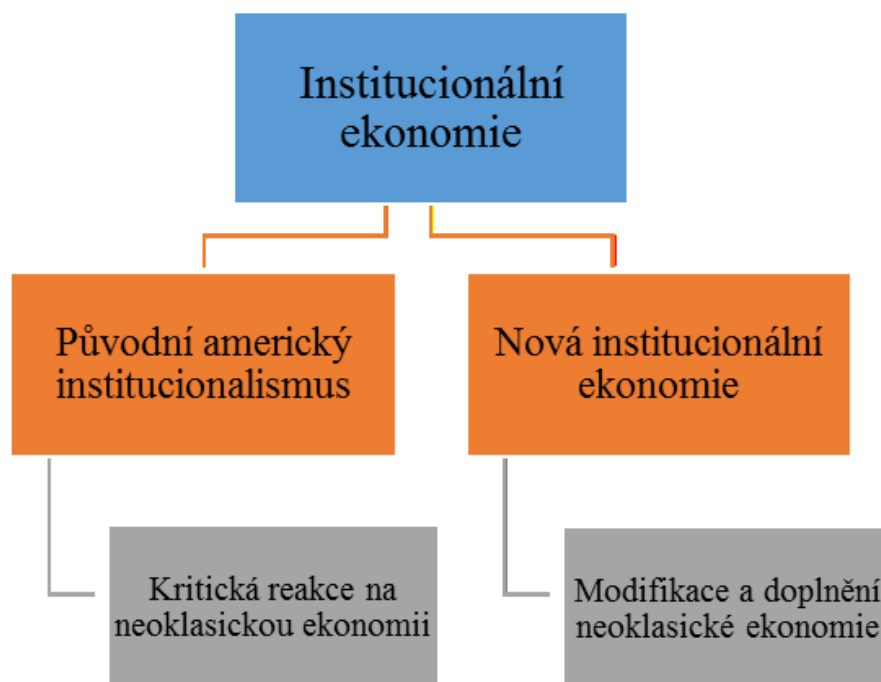 Institucionální
ekonomie
Původní americký
institucionalismus
Nová institucionální
ekonomie
Kritická reakce na
neoklasickou ekonomii
Modifikace a doplnění
neoklasické ekonomie